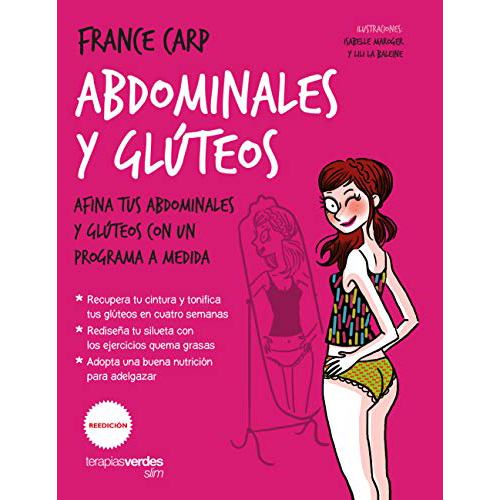 FRANCE CARP
ILUSTRACIONES:
ISABELLE MAROGER
Y LILI LA BALEINE
ABDOMINALES
Y GLÚTEOS
AFINA TUS ABDOMINALES
Y GLÚTEOS CON UN
PROGRAMA A MEDIDA
* Recupera tu cintura y tonifica
tus glúteos en cuatro semanas
* Rediseña tu silueta con
los ejercicios quema grasas
* Adopta una buena nutrición
para adelgazar
REEDICIÓN
terapiasverdes
slim